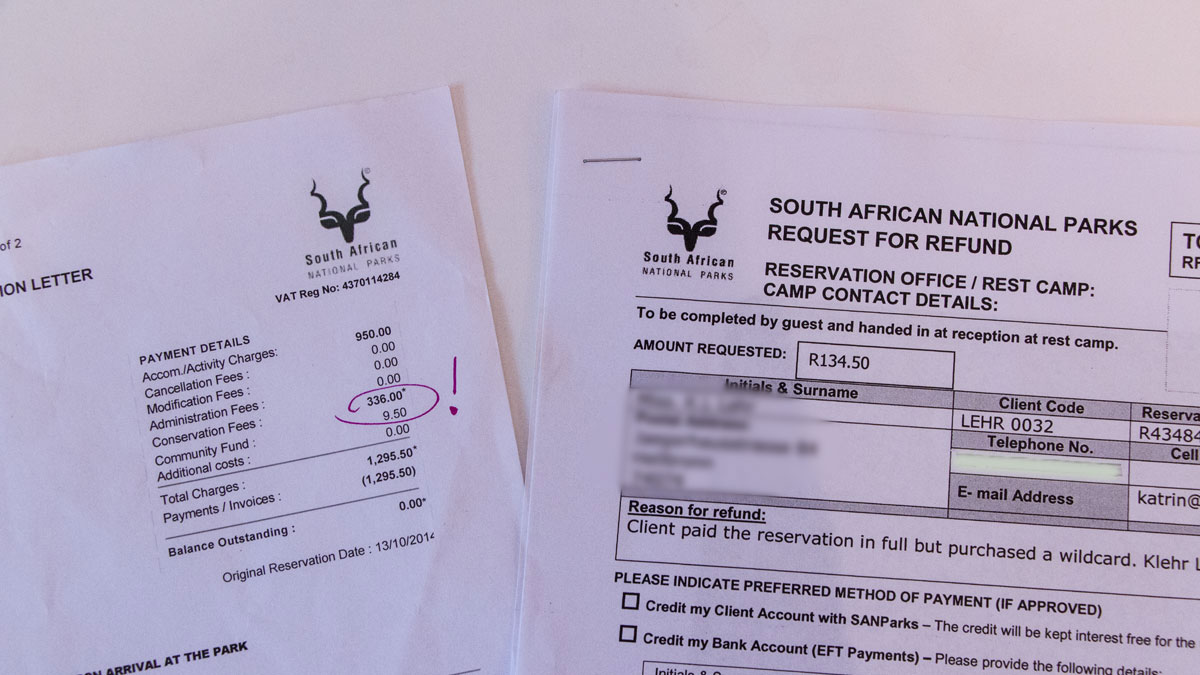 of 2
ION LETTER
South African
NATIONAL PARKS
VAT Reg No: 4370114284
PAYMENT DETAILS
Accom./Activity Charges: 950.00
Cancellation Fees : 0.00
Modification Fees : 0.00
Administration Fees : 0.00
Conservation Fees : 336.00*
Community Fund : 9.50
Additional costs : 0.00
Total Charges : 1,295.50*
Payments / Invoices : (1,295.50)
Balance Outstanding : 0.00*
Original Reservation Date : 13/10/2014
!
ON ARRIVAL AT THE PARK
South African
NATIONAL PARKS
SOUTH AFRICAN NATIONAL PARKS
REQUEST FOR REFUND
RESERVATION OFFICE / REST CAMP:
CAMP CONTACT DETAILS:
To be completed by guest and handed in at reception at rest camp.
AMOUNT REQUESTED: R134.50
Initials & Surname
Client Code
Reserva
LEHR 0032
R43484
Telephone No.
Cell
E- mail Address
katrin@
Reason for refund:
Client paid the reservation in full but purchased a wildcard. Klehr
PLEASE INDICATE PREFERRED METHOD OF PAYMENT (IF APPROVED)
Credit my Client Account with SANParks – The credit will be kept interest free for the
Credit my Bank Account (EFT Payments) – Please provide the following details:
Initials & Surname